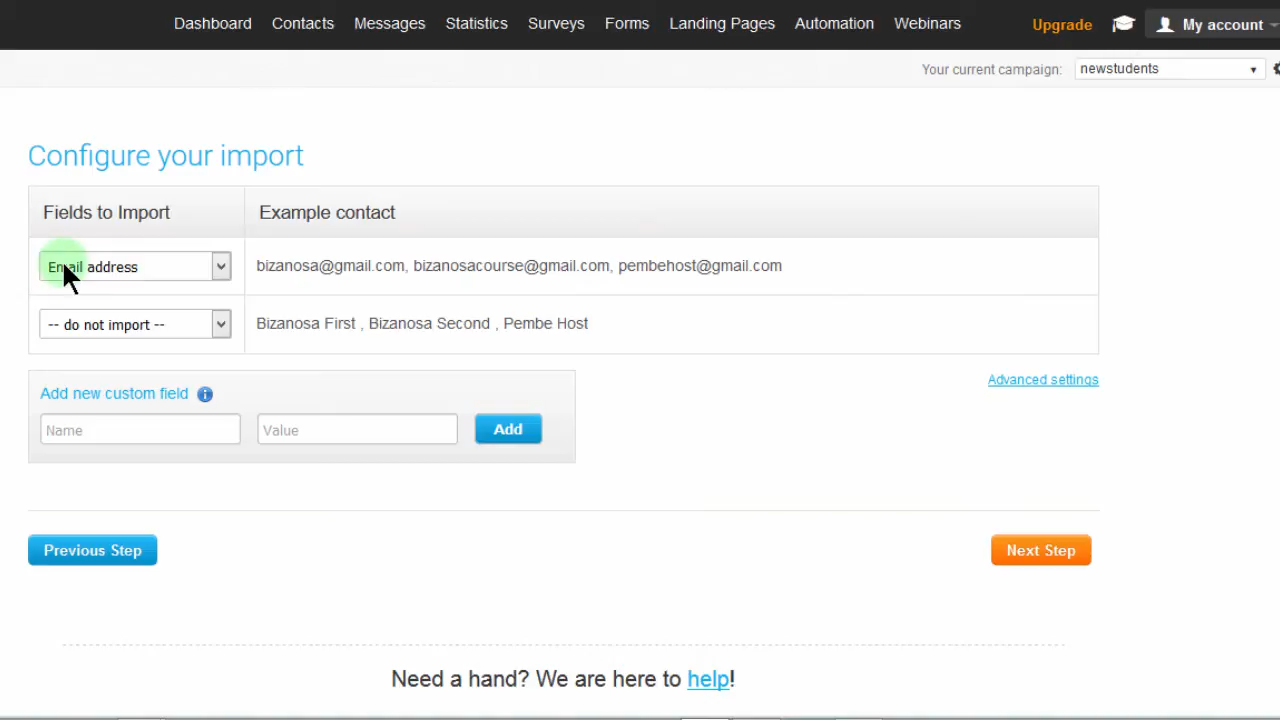 Dashboard Contacts Messages Statistics Surveys Forms Landing Pages Automation Webinars Upgrade My account
Your current campaign: newstudents
Configure your import
Fields to Import Example contact
Email address bizanosa@gmail.com, bizanosacourse@gmail.com, pembehost@gmail.com
-- do not import -- Bizanosa First , Bizanosa Second , Pembe Host
Advanced settings
Add new custom field i
Name Value Add
Previous Step Next Step
Need a hand? We are here to help!